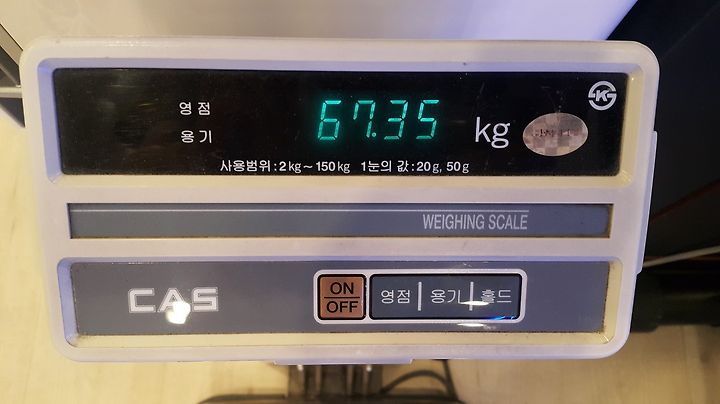 영점
67.35 kg
용기
사용범위 : 2kg~150kg 1눈의 값 : 20g, 50g
WEIGHING SCALE
CAS
ON
OFF
영점 용기 홀드